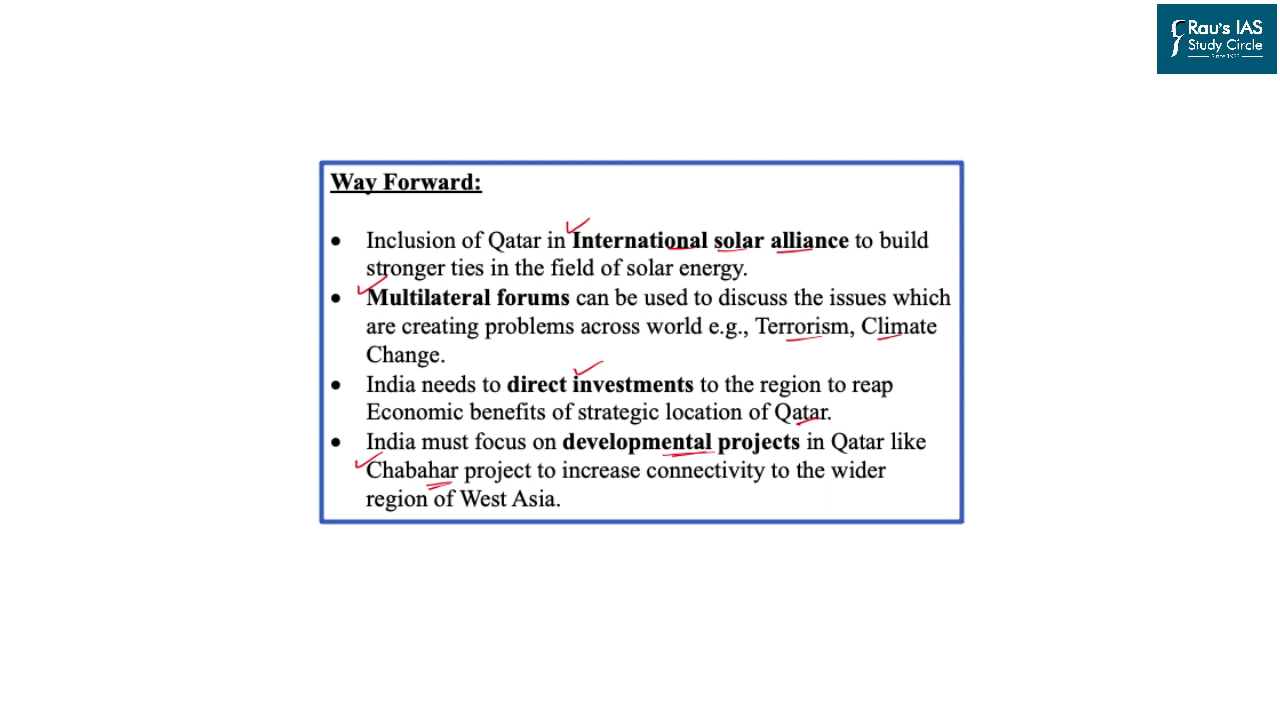 Rau's IAS
Study Circle
Way Forward:
• Inclusion of Qatar in International solar alliance to build
stronger ties in the field of solar energy.
• Multilateral forums can be used to discuss the issues which
are creating problems across world e.g., Terrorism, Climate
Change.
• India needs to direct investments to the region to reap
Economic benefits of strategic location of Qatar.
• India must focus on developmental projects in Qatar like
Chabahar project to increase connectivity to the wider
region of West Asia.